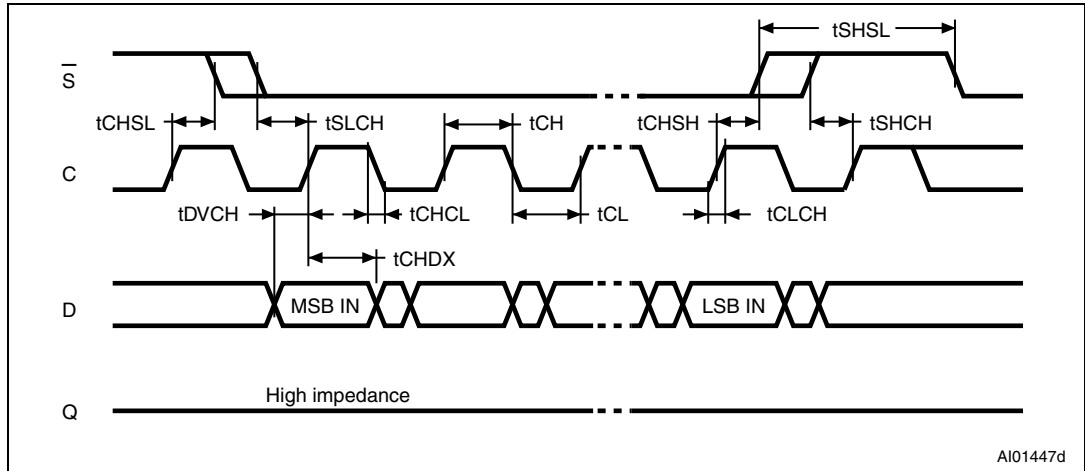 tSHSL
S
tCHSL
tSLCH
tCH
tCHSH
tSHCH
C
tDVCH
tCHCL
tCL
tCLCH
tCHDX
D
MSB IN
LSB IN
High impedance
Q
AI01447d